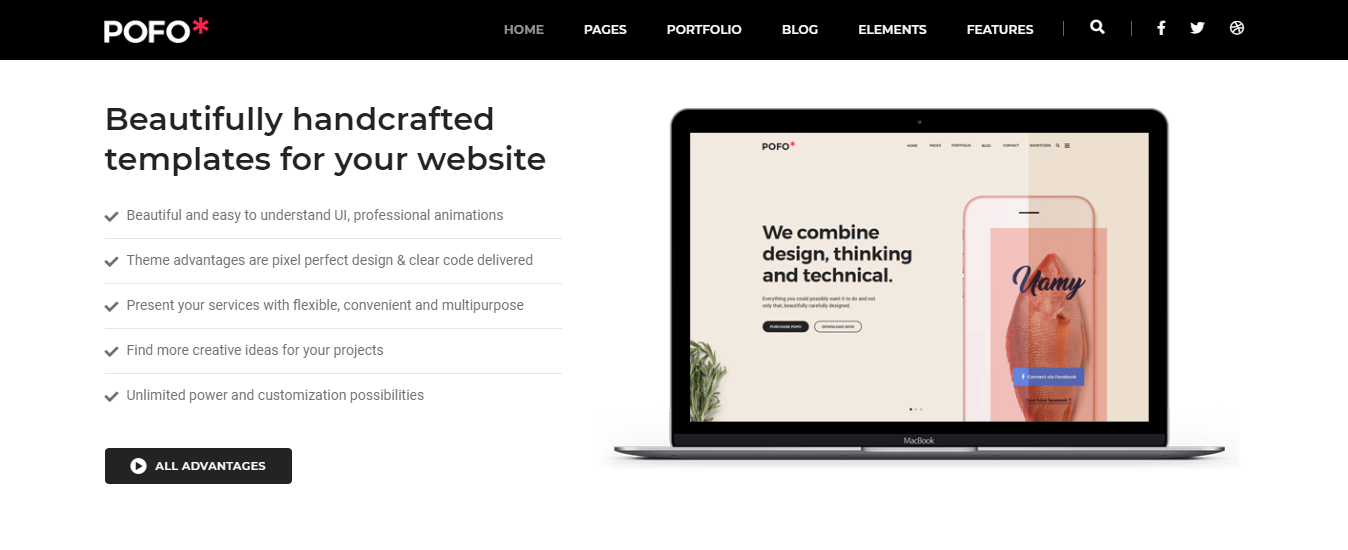 POFO*
HOME PAGES PORTFOLIO BLOG ELEMENTS FEATURES
Beautifully handcrafted
templates for your website
Beautiful and easy to understand UI, professional animations
Theme advantages are pixel perfect design & clear code delivered
Present your services with flexible, convenient and multipurpose
Find more creative ideas for your projects
Unlimited power and customization possibilities
ALL ADVANTAGES
POFO*
HOME PAGES PORTFOLIO BLOG CONTACT SHORTCODE
We combine
design, thinking
and technical.
Everything you could possibly want it to do and not
only that, beautifully carefully designed.
PURCHASE POFO DOWNLOAD NOW
Yamy
Connect via Facebook
MacBook